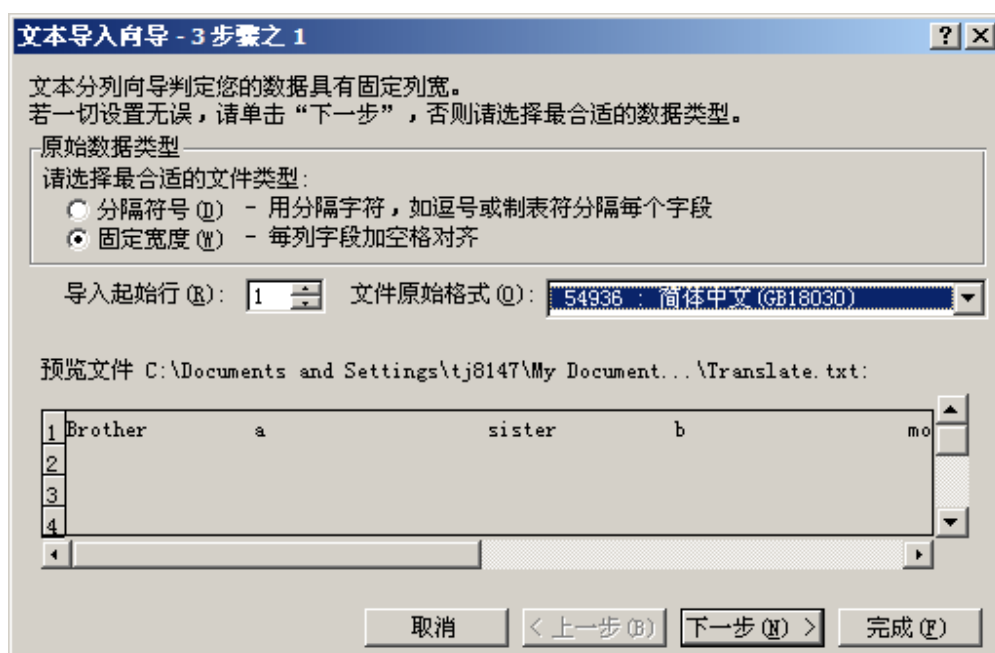 文本导入向导 - 3 步骤之 1
文本分列向导判定您的数据具有固定列宽。
若一切设置无误，请单击“下一步”，否则请选择最合适的数据类型。
原始数据类型
请选择最合适的文件类型:
分隔符号(D) - 用分隔字符，如逗号或制表符分隔每个字段
固定宽度(W) - 每列字段加空格对齐
导入起始行(R): 1 文件原始格式(O): 54936 : 简体中文(GB18030)
预览文件 C:\Documents and Settings\tj8147\My Document...\Translate.txt:
1 Brother a sister b mo
2
3
4
取消 < 上一步(B) 下一步(N) > 完成(F)